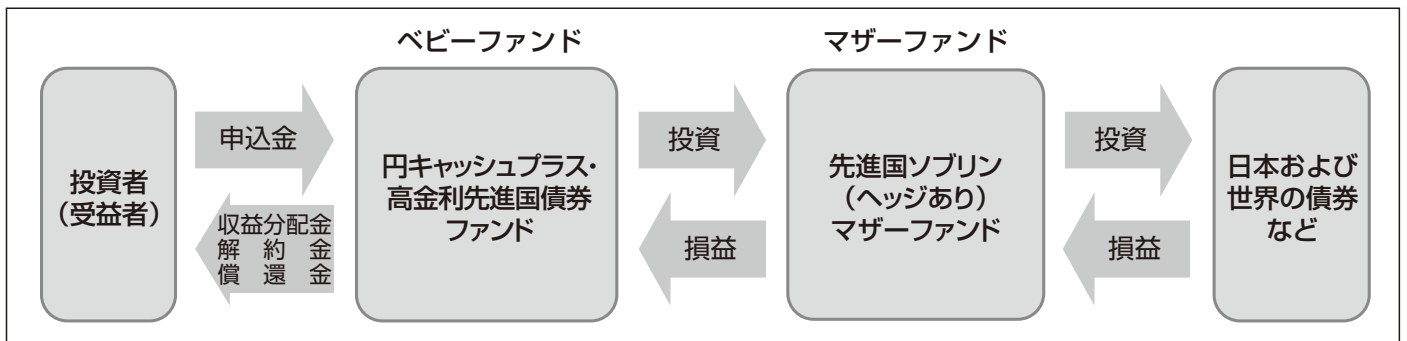 ベビーファンド
マザーファンド
投資者
（受益者）
申込金
収益分配金
解約金
償還金
円キャッシュプラス・
高金利先進国債券
ファンド
投資
損益
先進国ソブリン
（ヘッジあり）
マザーファンド
投資
損益
日本および
世界の債券
など